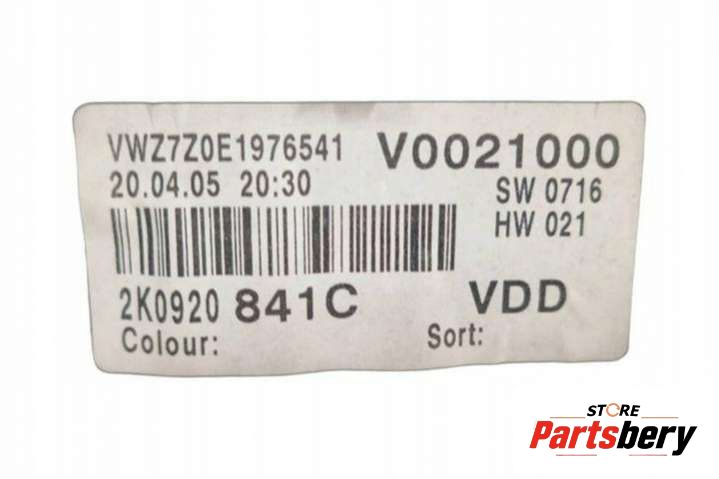 VWZ7Z0E1976541 V0021000
20.04.05 20:30 SW 0716
HW 021
2K0920 841C VDD
Colour: Sort:
STORE
Partsbery